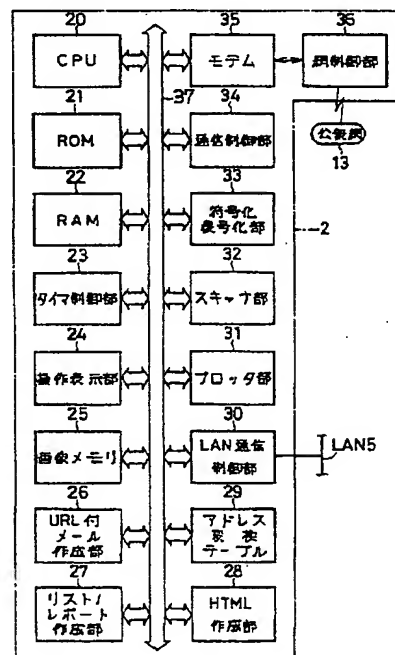 20
35
36
CPU
モデム
網制御部
21
37
34
ROM
通信制御部
公衆網
13
22
33
RAM
符号化
復号化部
2
23
32
タイマ制御部
スキャナ部
24
31
操作表示部
プロッタ部
25
30
画像メモリ
LAN通信
制御部
LAN5
26
29
URL付
メール
作成部
アドレス
変換
テーブル
27
28
リスト/
レポート
作成部
HTML
作成部